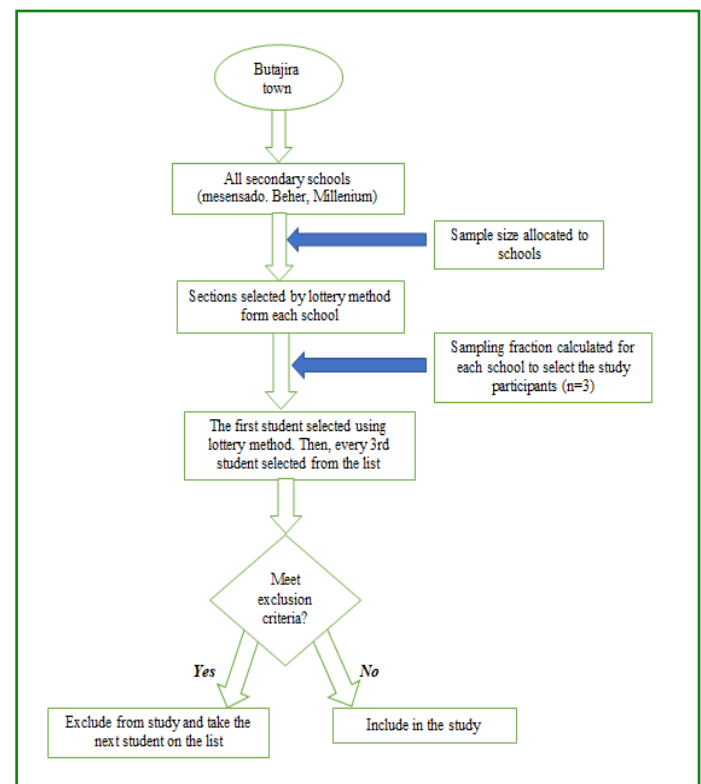 Butajira
town
All secondary schools
(mesensado. Beher, Millenium)
Sample size allocated to
schools
Sections selected by lottery method
form each school
Sampling fraction calculated for
each school to select the study
participants (n=3)
The first student selected using
lottery method. Then, every 3rd
student selected from the list
Meet
exclusion
criteria?
Yes
No
Exclude from study and take the
next student on the list
Include in the study